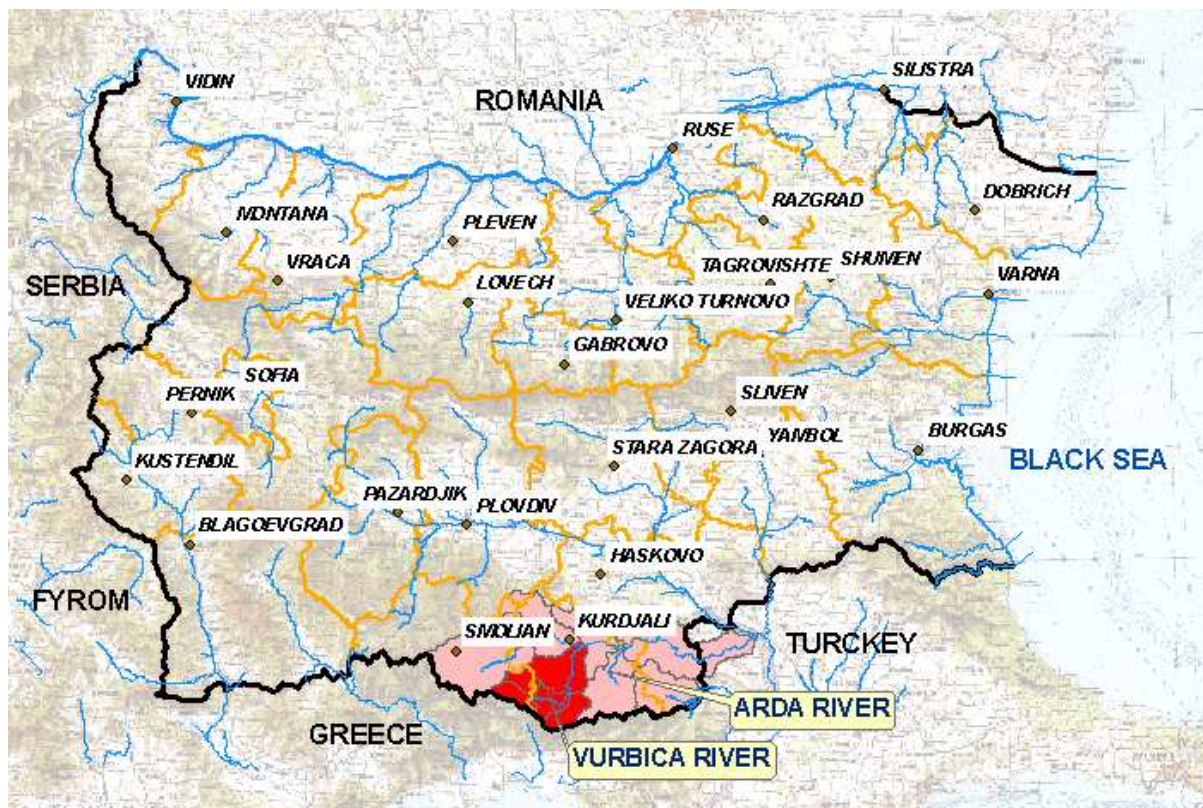 SILISTRA
VIDIN
ROMANIA
RUSE
DOBRICH
RAZGRAD
MONTANA
PLEVEN
VRACA
TAGROVISHTE
SHUMEN
SERBIA
LOVECH
VARNA
VELIKO TURNOVO
GABROVO
SOFIA
PERNIK
SLIVEN
STARA ZAGORA
YAMBOL
BURGAS
BLACK SEA
KUSTENDIL
PAZARDJIK
PLOVDIV
BLAGOEVGRAD
HASKOVO
FYROM
SMOLIAN
KURDJALI
TURCKEY
ARDA RIVER
GREECE
VURBICA RIVER